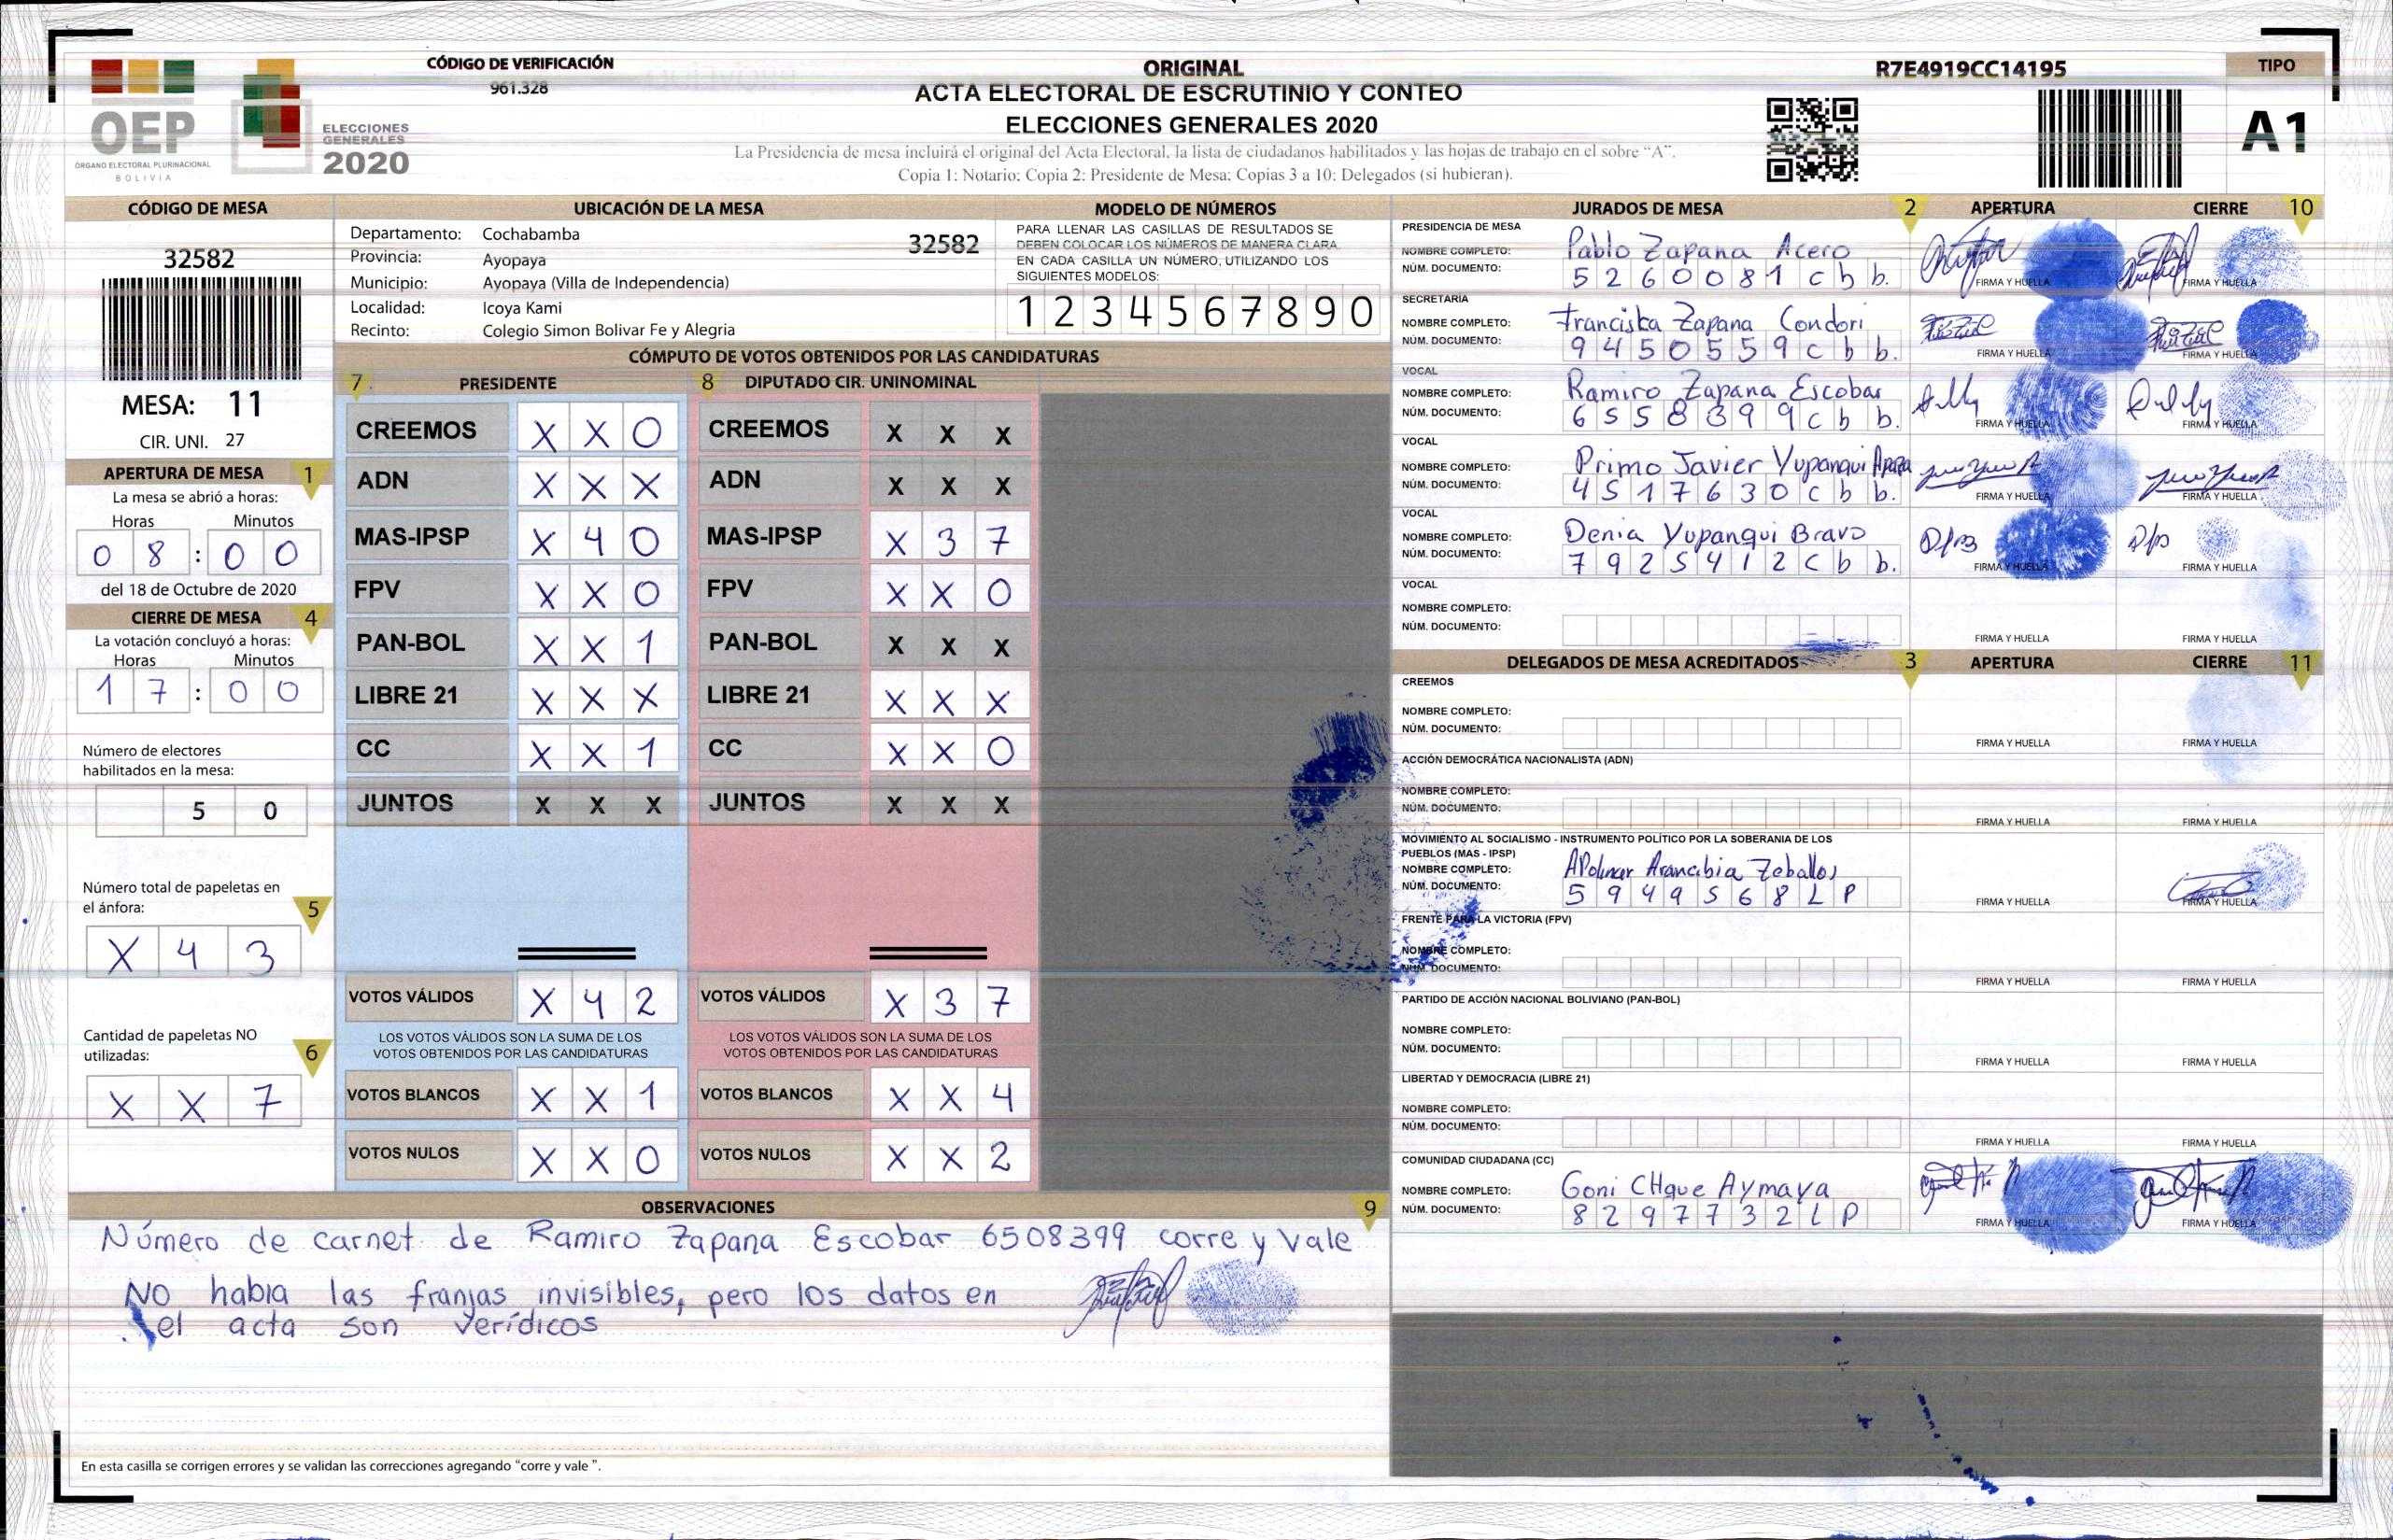 CÓDIGO DE VERIFICACIÓN
961.328
OEP
ÓRGANO ELECTORAL PLURINACIONAL
BOLIVIA
ELECCIONES
GENERALES
2020
ORIGINAL
ACTA ELECTORAL DE ESCRUTINIO Y CONTEO
ELECCIONES GENERALES 2020
La Presidencia de mesa incluirá el original del Acta Electoral, la lista de ciudadanos habilitados y las hojas de trabajo en el sobre “A”.
Copia 1: Notario; Copia 2: Presidente de Mesa; Copias 3 a 10: Delegados (si hubieran).
R7E4919CC14195
TIPO
A1
CÓDIGO DE MESA
32582
MESA: 11
CIR. UNI. 27
APERTURA DE MESA 1
La mesa se abrió a horas:
Horas Minutos
0 8 : 0 0
del 18 de Octubre de 2020
CIERRE DE MESA 4
La votación concluyó a horas:
Horas Minutos
1 7 : 0 0
Número de electores
habilitados en la mesa:
5 0
Número total de papeletas en
el ánfora:
5
X 4 3
Cantidad de papeletas NO
utilizadas:
6
X X 7
UBICACIÓN DE LA MESA
Departamento: Cochabamba 32582
Provincia: Ayopaya
Municipio: Ayopaya (Villa de Independencia)
Localidad: Icoya Kami
Recinto: Colegio Simon Bolivar Fe y Alegria
MODELO DE NÚMEROS
PARA LLENAR LAS CASILLAS DE RESULTADOS SE
DEBEN COLOCAR LOS NÚMEROS DE MANERA CLARA.
EN CADA CASILLA UN NÚMERO, UTILIZANDO LOS
SIGUIENTES MODELOS:
1 2 3 4 5 6 7 8 9 0
CÓMPUTO DE VOTOS OBTENIDOS POR LAS CANDIDATURAS
7 PRESIDENTE 8 DIPUTADO CIR. UNINOMINAL
CREEMOS X X 0 CREEMOS X X X
ADN X X X ADN X X X
MAS-IPSP X 4 0 MAS-IPSP X 3 7
FPV X X 0 FPV X X 0
PAN-BOL X X 1 PAN-BOL X X X
LIBRE 21 X X X LIBRE 21 X X X
CC X X 1 CC X X 0
JUNTOS X X X JUNTOS X X X
VOTOS VÁLIDOS X 4 2 VOTOS VÁLIDOS X 3 7
LOS VOTOS VÁLIDOS SON LA SUMA DE LOS LOS VOTOS VÁLIDOS SON LA SUMA DE LOS
VOTOS OBTENIDOS POR LAS CANDIDATURAS VOTOS OBTENIDOS POR LAS CANDIDATURAS
VOTOS BLANCOS X X 1 VOTOS BLANCOS X X 4
VOTOS NULOS X X 0 VOTOS NULOS X X 2
OBSERVACIONES 9
Número de carnet de Ramiro Zapana Escobar 6508399 corre y vale
NO habia las franjas invisibles, pero los datos en
el acta son verídicos
En esta casilla se corrigen errores y se validan las correcciones agregando “corre y vale ”.
JURADOS DE MESA 2 APERTURA CIERRE 10
PRESIDENCIA DE MESA
NOMBRE COMPLETO: Pablo Zapana Acero
NÚM. DOCUMENTO: 5 2 6 0 0 8 1 c b b. FIRMA Y HUELLA FIRMA Y HUELLA
SECRETARIA
NOMBRE COMPLETO: Franciska Zapana Condori
NÚM. DOCUMENTO: 9 4 5 0 5 5 9 c b b. FIRMA Y HUELLA FIRMA Y HUELLA
VOCAL
NOMBRE COMPLETO: Ramiro Zapana Escobar
NÚM. DOCUMENTO: 6 5 5 8 3 9 9 c b b. FIRMA Y HUELLA FIRMA Y HUELLA
VOCAL
NOMBRE COMPLETO: Primo Javier Yupanqui Apaza
NÚM. DOCUMENTO: 4 5 1 7 6 3 0 c b b. FIRMA Y HUELLA FIRMA Y HUELLA
VOCAL
NOMBRE COMPLETO: Denia Yupanqui Bravo
NÚM. DOCUMENTO: 7 9 2 5 4 1 2 c b b. FIRMA Y HUELLA FIRMA Y HUELLA
VOCAL
NOMBRE COMPLETO:
NÚM. DOCUMENTO: FIRMA Y HUELLA FIRMA Y HUELLA
DELEGADOS DE MESA ACREDITADOS 3 APERTURA CIERRE 11
CREEMOS
NOMBRE COMPLETO:
NÚM. DOCUMENTO: FIRMA Y HUELLA FIRMA Y HUELLA
ACCIÓN DEMOCRÁTICA NACIONALISTA (ADN)
NOMBRE COMPLETO:
NÚM. DOCUMENTO: FIRMA Y HUELLA FIRMA Y HUELLA
MOVIMIENTO AL SOCIALISMO - INSTRUMENTO POLÍTICO POR LA SOBERANIA DE LOS
PUEBLOS (MAS - IPSP)
NOMBRE COMPLETO: APolinar Arancibia Zeballos
NÚM. DOCUMENTO: 5 9 4 9 5 6 8 L P FIRMA Y HUELLA FIRMA Y HUELLA
FRENTE PARA LA VICTORIA (FPV)
NOMBRE COMPLETO:
NÚM. DOCUMENTO: FIRMA Y HUELLA FIRMA Y HUELLA
PARTIDO DE ACCIÓN NACIONAL BOLIVIANO (PAN-BOL)
NOMBRE COMPLETO:
NÚM. DOCUMENTO: FIRMA Y HUELLA FIRMA Y HUELLA
LIBERTAD Y DEMOCRACIA (LIBRE 21)
NOMBRE COMPLETO:
NÚM. DOCUMENTO: FIRMA Y HUELLA FIRMA Y HUELLA
COMUNIDAD CIUDADANA (CC)
NOMBRE COMPLETO: Goni CHque Aymaya
NÚM. DOCUMENTO: 8 2 9 7 7 3 2 L P FIRMA Y HUELLA FIRMA Y HUELLA